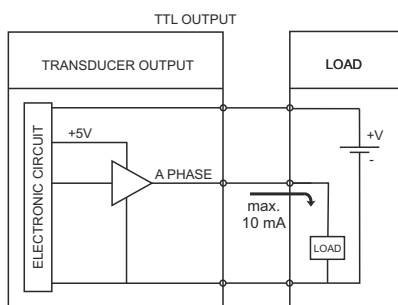 TTL OUTPUT
TRANSDUCER OUTPUT
LOAD
ELECTRONIC CIRCUIT
+5V
A PHASE
+V
-
max.
10 mA
LOAD